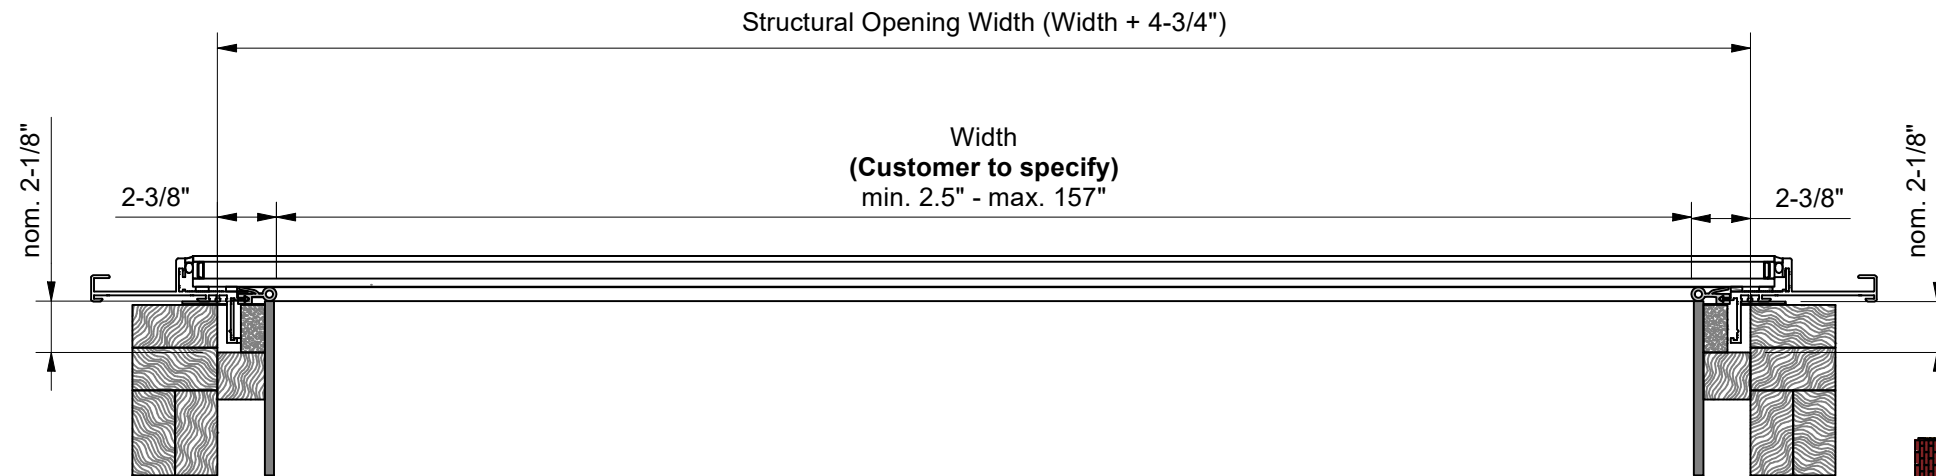 Structural Opening Width (Width + 4-3/4")
Width
(Customer to specify)
min. 2.5" - max. 157"
nom. 2-1/8"
2-3/8"
2-3/8"
nom. 2-1/8"